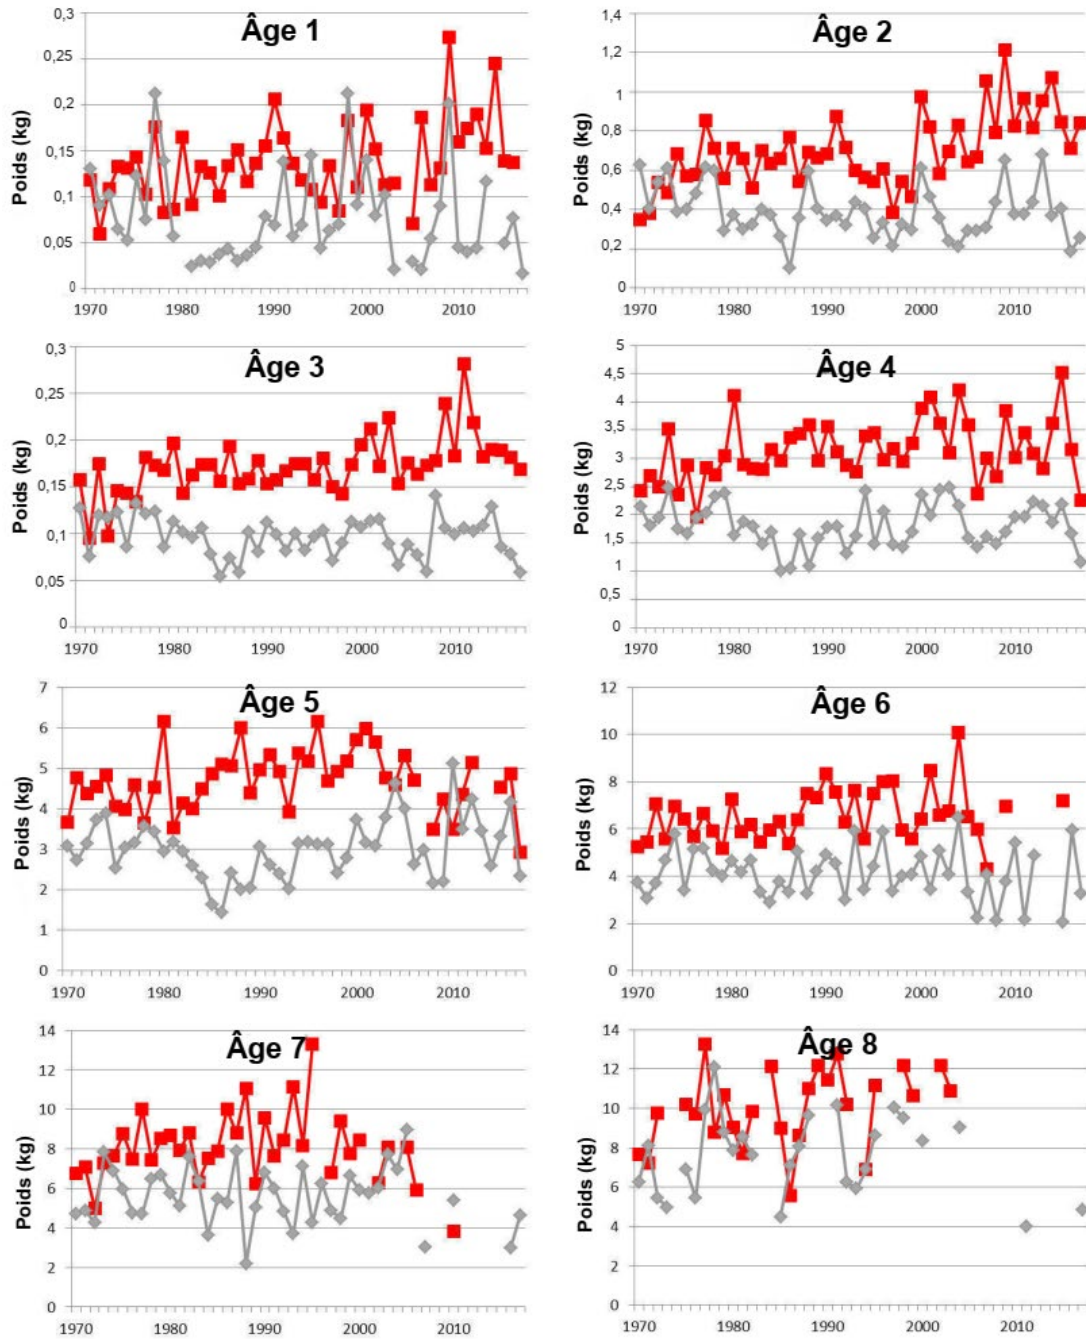 Âge 1
Poids (kg)
0,3
0,25
0,2
0,15
0,1
0,05
0
1970 1980 1990 2000 2010
Âge 2
Poids (kg)
1,4
1,2
1
0,8
0,6
0,4
0,2
0
1970 1980 1990 2000 2010
Âge 3
Poids (kg)
0,3
0,25
0,2
0,15
0,1
0,05
0
1970 1980 1990 2000 2010
Âge 4
Poids (kg)
5
4,5
4
3,5
3
2,5
2
1,5
1
0,5
0
1970 1980 1990 2000 2010
Âge 5
Poids (kg)
7
6
5
4
3
2
1
0
1970 1980 1990 2000 2010
Âge 6
Poids (kg)
12
10
8
6
4
2
0
1970 1980 1990 2000 2010
Âge 7
Poids (kg)
14
12
10
8
6
4
2
0
1970 1980 1990 2000 2010
Âge 8
Poids (kg)
14
12
10
8
6
4
2
0
1970 1980 1990 2000 2010